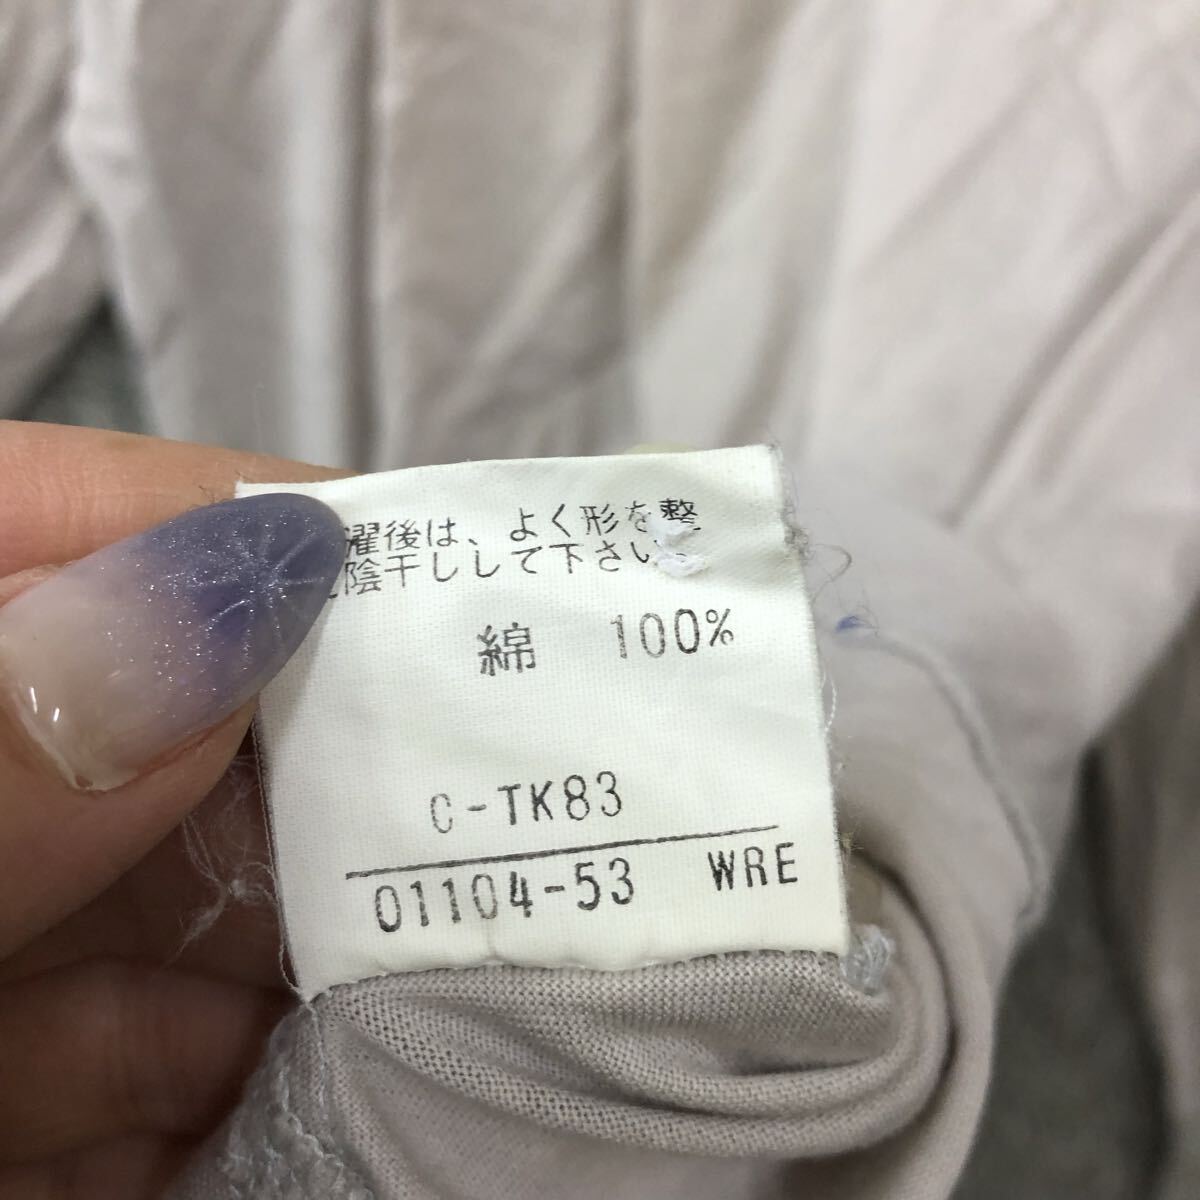 濯後は、よく形を整
陰干しして下さい
綿 100%
C-TK83
01104-53 WRE